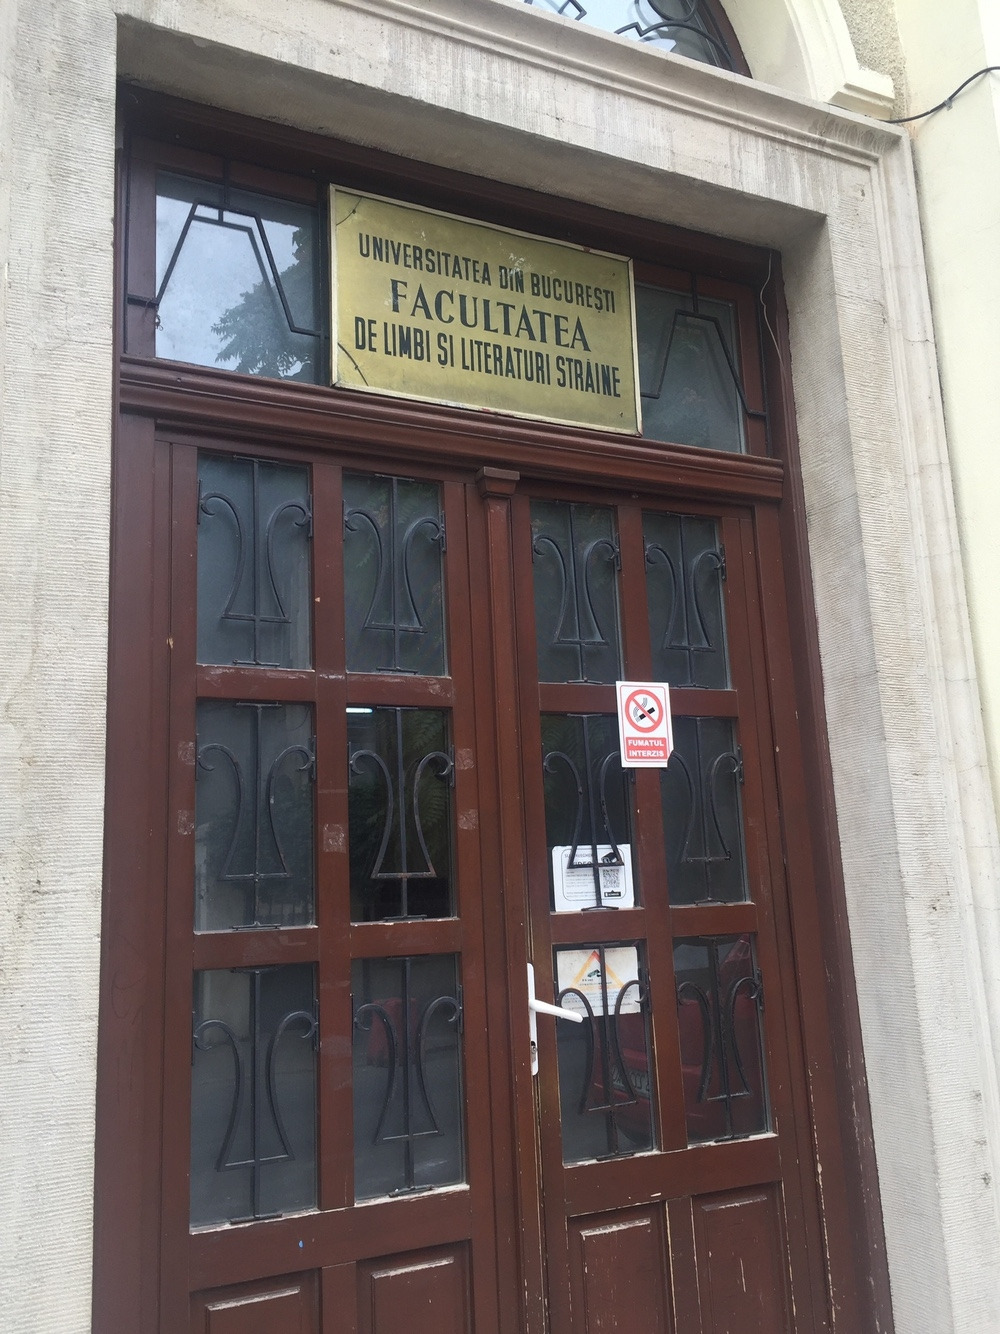 UNIVERSITATEA DIN BUCUREȘTI
FACULTATEA
DE LIMBI ȘI LITERATURI STRĂINE
FUMATUL
INTERZIS